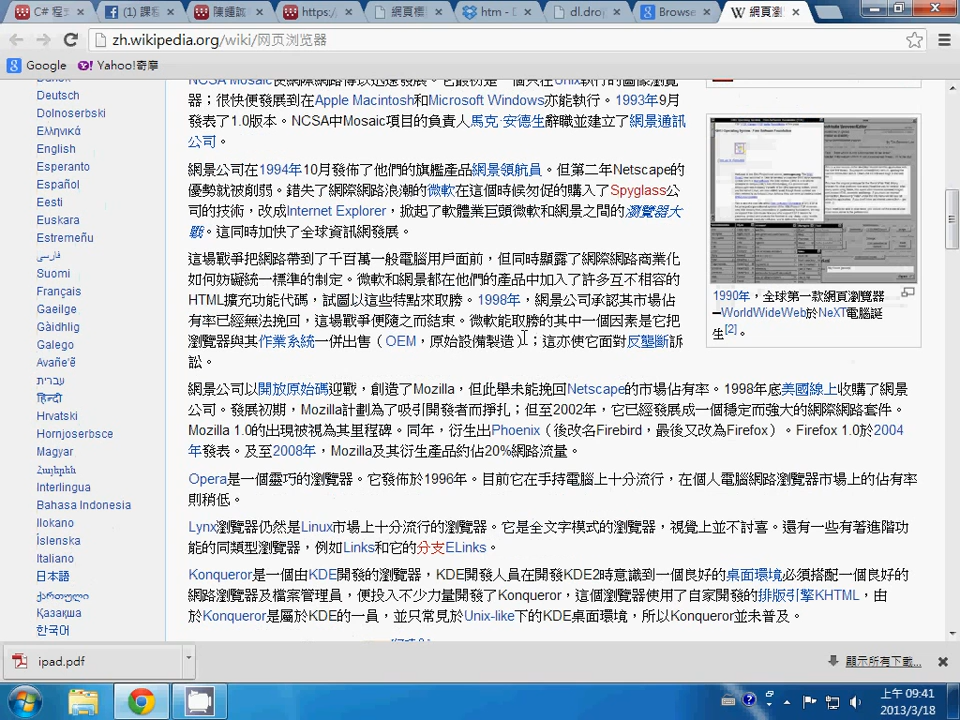 C# 程式
(1) 課程
陳鍾誠
https:/
網頁標
htm - D
dl.drop
Browse
網頁瀏
zh.wikipedia.org/wiki/网页浏览器
Google
Yahoo!奇摩
Dansk
Deutsch
Dolnoserbski
Ελληνικά
English
Esperanto
Español
Eesti
Euskara
Estremeñu
فارسی
Suomi
Français
Gaeilge
Gàidhlig
Galego
Avañe'ẽ
עברית
हिन्दी
Hrvatski
Hornjoserbsce
Magyar
Հայերեն
Interlingua
Bahasa Indonesia
Ilokano
Íslenska
Italiano
日本語
ქართული
Қазақша
한국어
NCSA Mosaic使網際網路得以迅速發展。它最初是一個只在Unix執行的圖像瀏覽
器；很快便發展到在Apple Macintosh和Microsoft Windows亦能執行。1993年9月
發表了1.0版本。NCSA中Mosaic項目的負責人馬克·安德生辭職並建立了網景通訊
公司。
網景公司在1994年10月發佈了他們的旗艦產品網景領航員。但第二年Netscape的
優勢就被削弱。錯失了網際網路浪潮的微軟在這個時候匆促的購入了Spyglass公
司的技術，改成Internet Explorer，掀起了軟體業巨頭微軟和網景之間的瀏覽器大
戰。這同時加快了全球資訊網發展。
這場戰爭把網路帶到了千百萬一般電腦用戶面前，但同時顯露了網際網路商業化
如何妨礙統一標準的制定。微軟和網景都在他們的產品中加入了許多互不相容的
HTML擴充功能代碼，試圖以這些特點來取勝。1998年，網景公司承認其市場佔
有率已經無法挽回，這場戰爭便隨之而結束。微軟能取勝的其中一個因素是它把
瀏覽器與其作業系統一併出售（OEM，原始設備製造）；這亦使它面對反壟斷訴
訟。
網景公司以開放原始碼迎戰，創造了Mozilla，但此舉未能挽回Netscape的市場佔有率。1998年底美國線上收購了網景
公司。發展初期，Mozilla計劃為了吸引開發者而掙扎；但至2002年，它已經發展成一個穩定而強大的網際網路套件。
Mozilla 1.0的出現被視為其里程碑。同年，衍生出Phoenix（後改名Firebird，最後又改為Firefox）。Firefox 1.0於2004
年發表。及至2008年，Mozilla及其衍生產品約佔20%網路流量。
Opera是一個靈巧的瀏覽器。它發佈於1996年。目前它在手持電腦上十分流行，在個人電腦網路瀏覽器市場上的佔有率
則稍低。
Lynx瀏覽器仍然是Linux市場上十分流行的瀏覽器。它是全文字模式的瀏覽器，視覺上並不討喜。還有一些有著進階功
能的同類型瀏覽器，例如Links和它的分支ELinks。
Konqueror是一個由KDE開發的瀏覽器，KDE開發人員在開發KDE2時意識到一個良好的桌面環境必須搭配一個良好的
網路瀏覽器及檔案管理員，便投入不少力量開發了Konqueror，這個瀏覽器使用了自家開發的排版引擎KHTML，由
於Konqueror是屬於KDE的一員，並只常見於Unix-like下的KDE桌面環境，所以Konqueror並未普及。
1990年，全球第一款網頁瀏覽器
—WorldWideWeb於NeXT電腦誕
生[2]。
ipad.pdf
顯示所有下載...
上午 09:41
2013/3/18